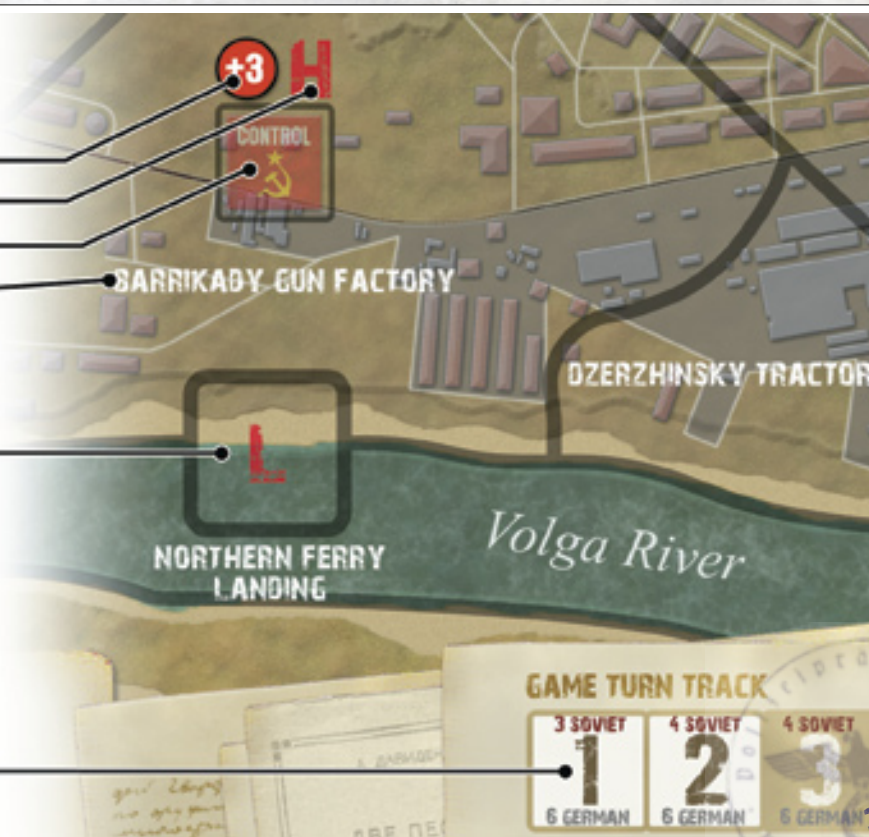 +3
H
CONTROL
BARRIKADY GUN FACTORY
DZERZHINSKY TRACTOR
L
NORTHERN FERRY
LANDING
Volga River
GAME TURN TRACK
3 SOVIET 4 SOVIET 4 SOVIET
1 2 3
6 GERMAN 6 GERMAN 6 GERMAN